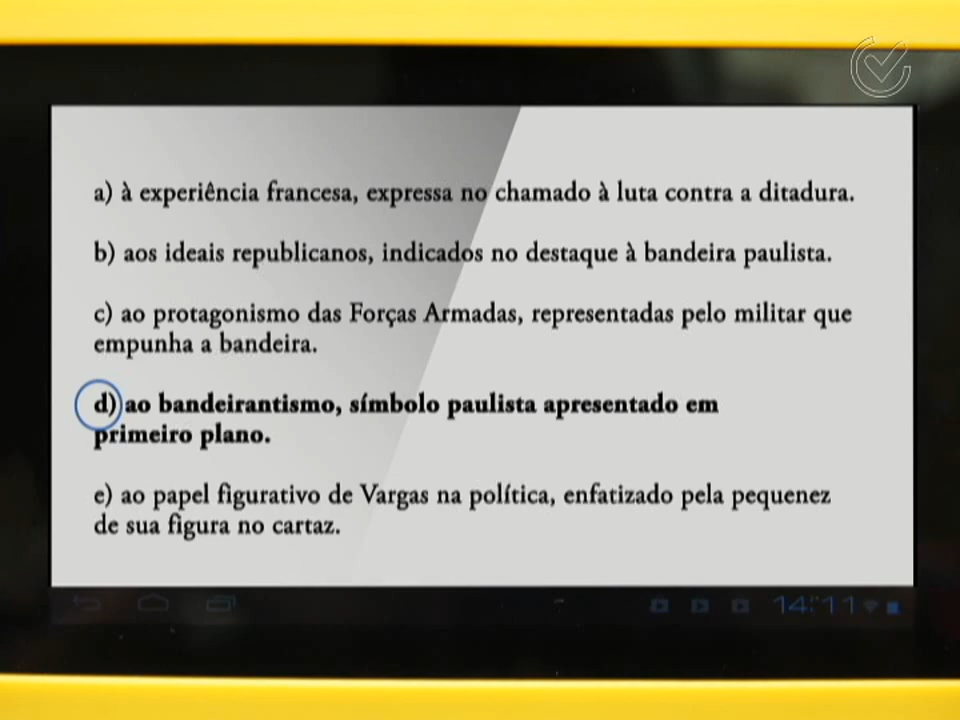 a) à experiência francesa, expressa no chamado à luta contra a ditadura.
b) aos ideais republicanos, indicados no destaque à bandeira paulista.
c) ao protagonismo das Forças Armadas, representadas pelo militar que
empunha a bandeira.
d) ao bandeirantismo, símbolo paulista apresentado em
primeiro plano.
e) ao papel figurativo de Vargas na política, enfatizado pela pequenez
de sua figura no cartaz.
14:11